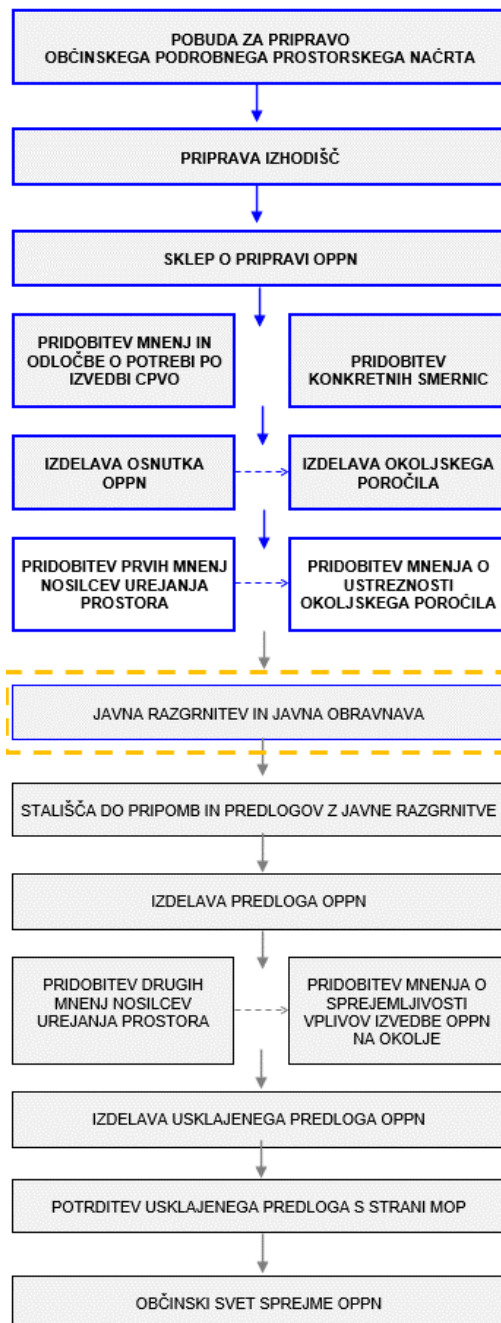 POBUDA ZA PRIPRAVO
OBČINSKEGA PODROBNEGA PROSTORSKEGA NAČRTA
PRIPRAVA IZHODIŠČ
SKLEP O PRIPRAVI OPPN
PRIDOBITEV MNENJ IN
ODLOČBE O POTREBI PO
IZVEDBI CPVO
PRIDOBITEV
KONKRETNIH SMERNIC
IZDELAVA OSNUTKA
OPPN
IZDELAVA OKOLJSKEGA
POROČILA
PRIDOBITEV PRVIH MNENJ
NOSILCEV UREJANJA
PROSTORA
PRIDOBITEV MNENJA O
USTREZNOSTI
OKOLJSKEGA POROČILA
JAVNA RAZGRNITEV IN JAVNA OBRAVNAVA
STALIŠČA DO PRIPOMB IN PREDLOGOV Z JAVNE RAZGRNITVE
IZDELAVA PREDLOGA OPPN
PRIDOBITEV DRUGIH
MNENJ NOSILCEV
UREJANJA PROSTORA
PRIDOBITEV MNENJA O
SPREJEMLJIVOSTI
VPLIVOV IZVEDBE OPPN
NA OKOLJE
IZDELAVA USKLAJENEGA PREDLOGA OPPN
POTRDITEV USKLAJENEGA PREDLOGA S STRANI MOP
OBČINSKI SVET SPREJME OPPN